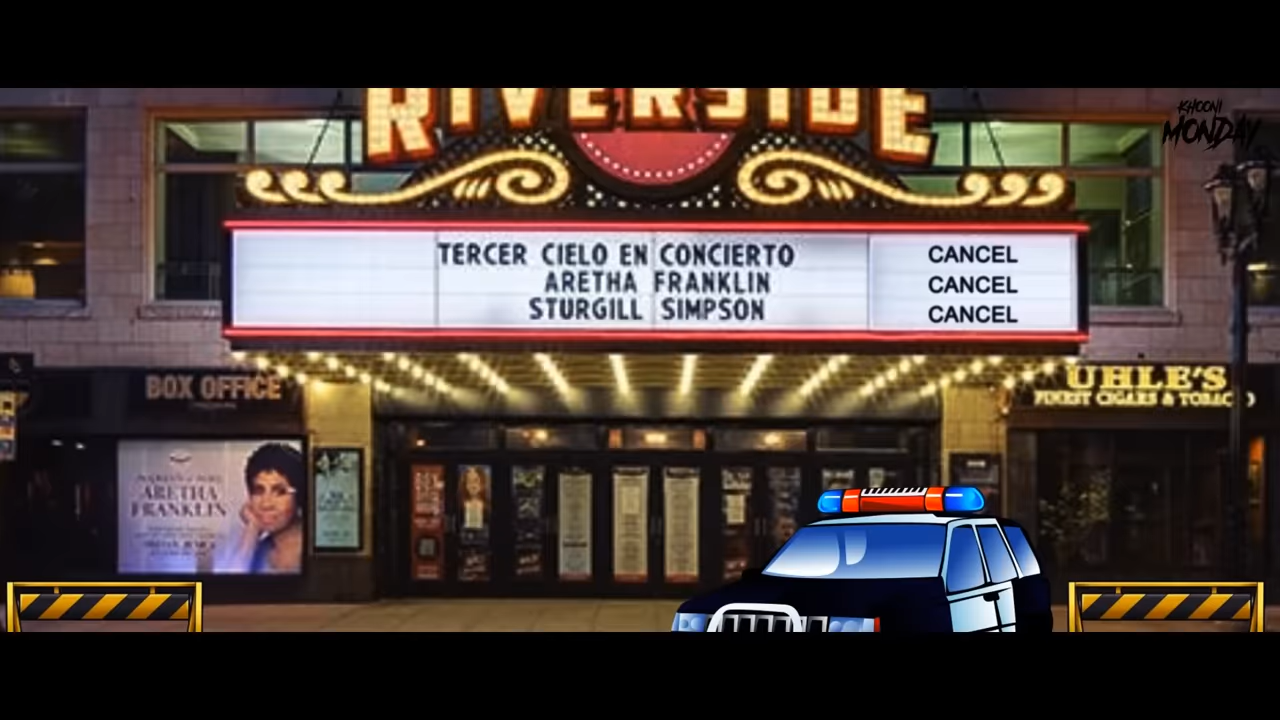 KHOONI
MONDAY
RIVERSIDE
TERCER CIELO EN CONCIERTO CANCEL
ARETHA FRANKLIN CANCEL
STURGILL SIMPSON CANCEL
BOX OFFICE
UHLE'S
FINEST CIGARS & TOBACCO
ARETHA
FRANKLIN